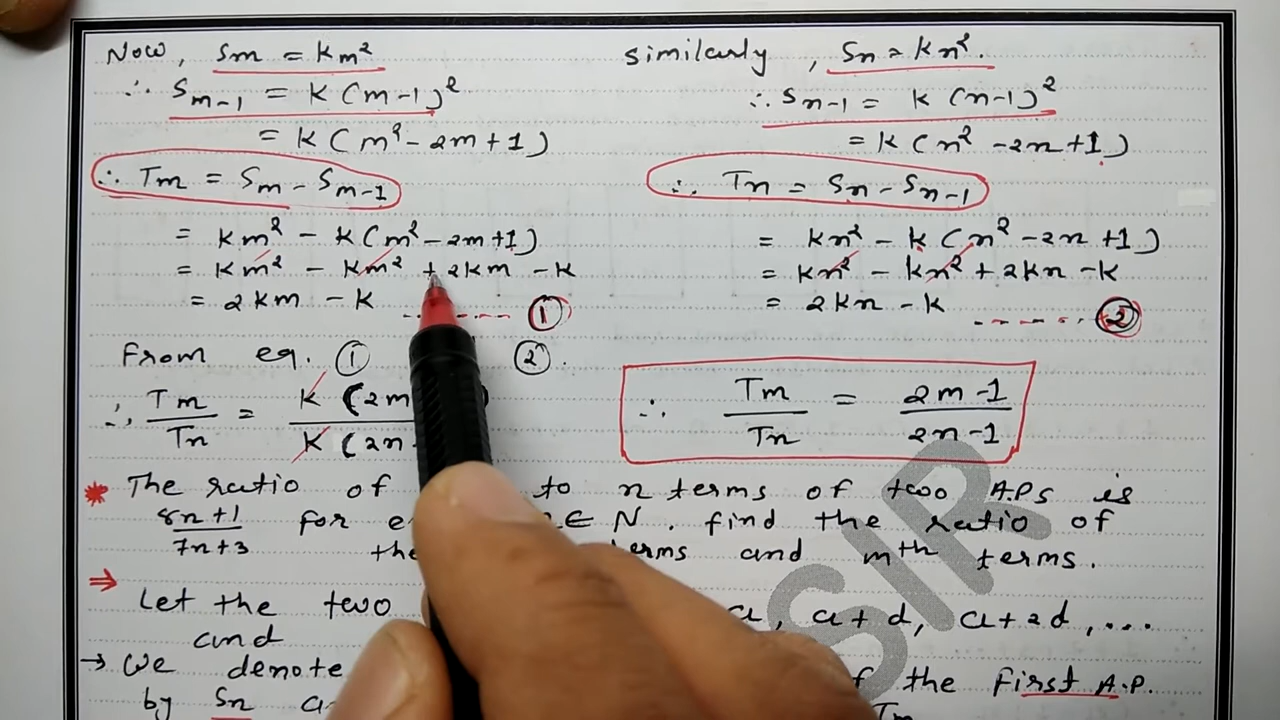 Now, Sm = Km² similarly, Sn = Kn².
∴ Sm-1 = K(m-1)² ∴ Sn-1 = K(n-1)²
= K(m²-2m+1) = K(n²-2n+1)
∴ Tm = Sm - Sm-1 ∴ Tn = Sn - Sn-1
= Km² - K(m²-2m+1) = Kn² - K(n²-2n+1)
= Km² - Km² + 2Km - K = Kn² - Kn² + 2Kn - K
= 2Km - K ------- ① = 2Kn - K ------- ②
From eq. ① ②.
∴ Tm/Tn = K(2m / K(2n ∴ Tm/Tn = 2m-1/2n-1
* The ratio of to n terms of two A.Ps is
8n+1/7n+3 for n∈N. find the ratio of
terms and mth terms.
⇒
Let the two a, a+d, a+2d,...
and
→ We denote the first A.P.
by Sn
Tm
SIR